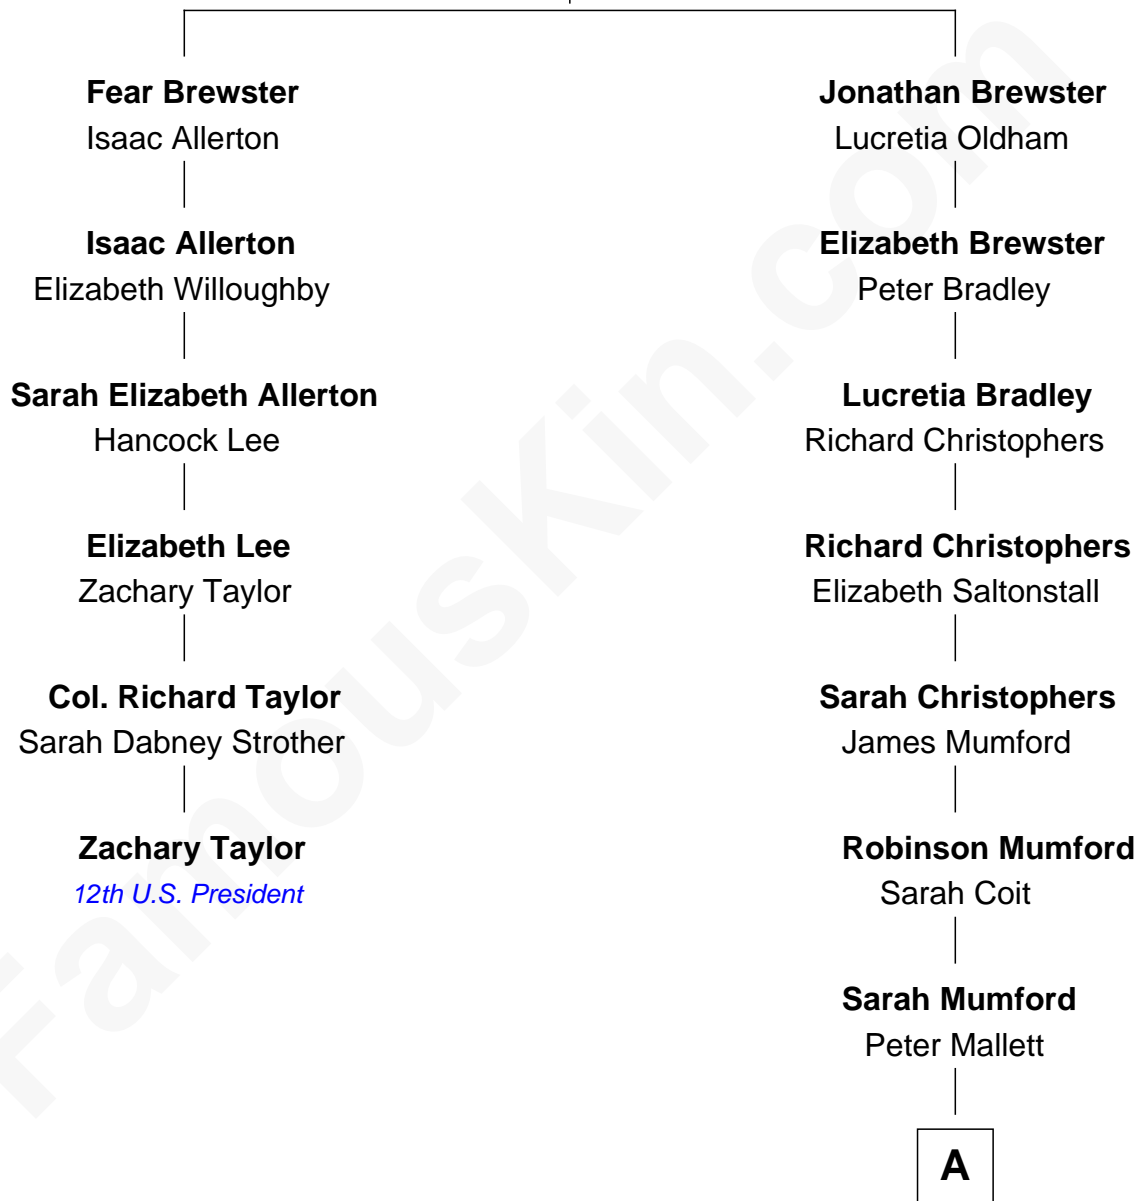 Fear Brewster
Isaac Allerton
Isaac Allerton
Elizabeth Willoughby
Sarah Elizabeth Allerton
Hancock Lee
Elizabeth Lee
Zachary Taylor
Col. Richard Taylor
Sarah Dabney Strother
Zachary Taylor
12th U.S. President
Jonathan Brewster
Lucretia Oldham
Elizabeth Brewster
Peter Bradley
Lucretia Bradley
Richard Christophers
Richard Christophers
Elizabeth Saltonstall
Sarah Christophers
James Mumford
Robinson Mumford
Sarah Coit
Sarah Mumford
Peter Mallett
A
FamousKin.com